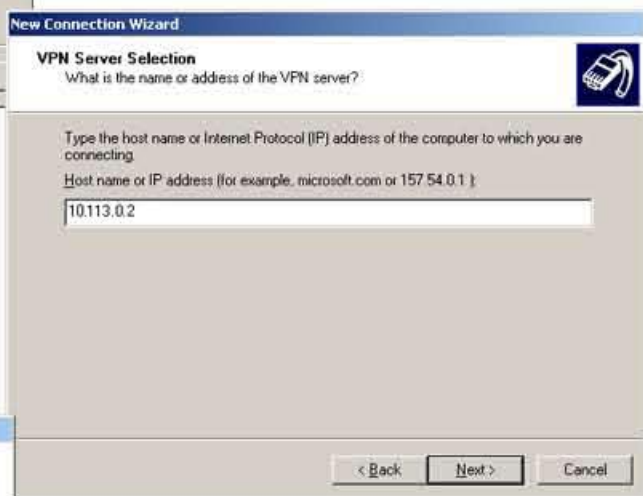 New Connection Wizard
VPN Server Selection
What is the name or address of the VPN server?
Type the host name or Internet Protocol (IP) address of the computer to which you are
connecting.
Host name or IP address (for example, microsoft.com or 157.54.0.1 ):
10.113.0.2
< Back
Next >
Cancel